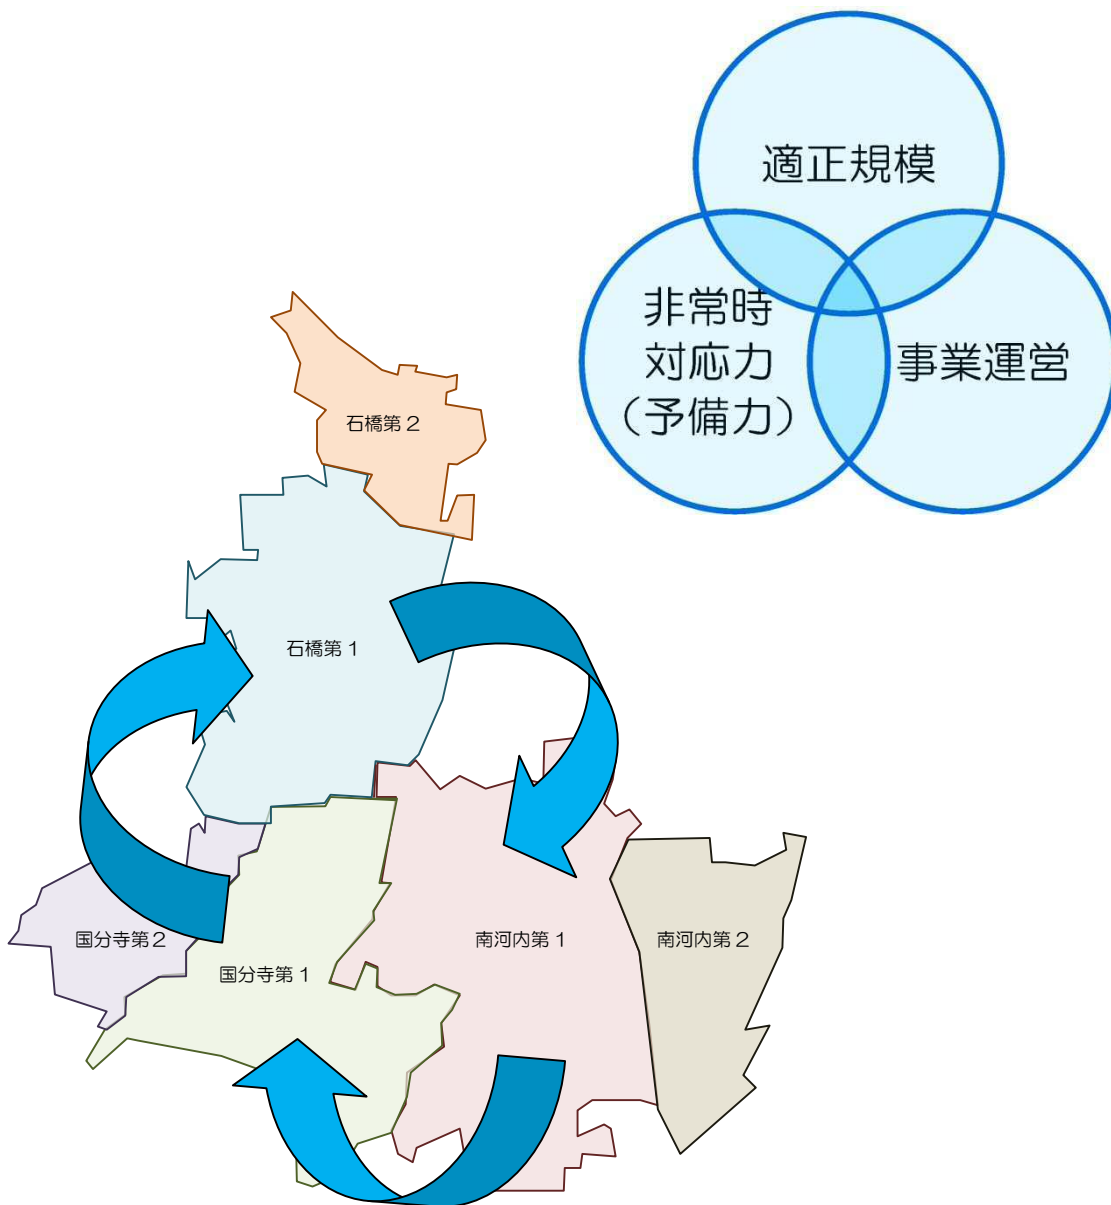 適正規模
非常時
対応力
（予備力）
事業運営
石橋第２
石橋第１
国分寺第２
国分寺第１
南河内第１
南河内第２